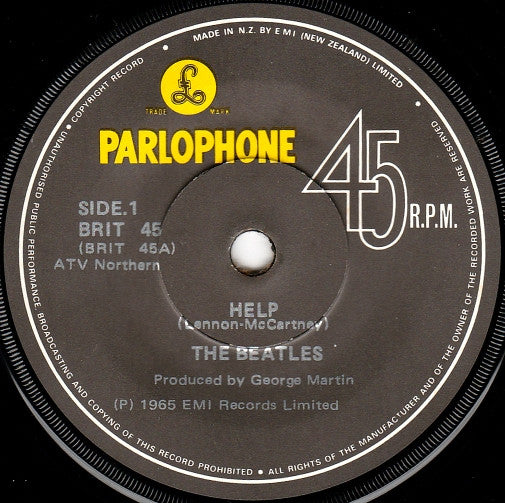 MADE IN N.Z. BY EMI (NEW ZEALAND) LIMITED
£
TRADE MARK
PARLOPHONE
45 R.P.M.
SIDE.1
BRIT 45
(BRIT 45A)
ATV Northern
HELP
(Lennon-McCartney)
THE BEATLES
Produced by George Martin
(P) 1965 EMI Records Limited
• ALL RIGHTS OF THE MANUFACTURER AND OF THE OWNER OF THE RECORDED WORK RESERVED •
UNAUTHORISED PUBLIC PERFORMANCE BROADCASTING AND COPYING OF THIS RECORD PROHIBITED
• COPYRIGHT RECORD •